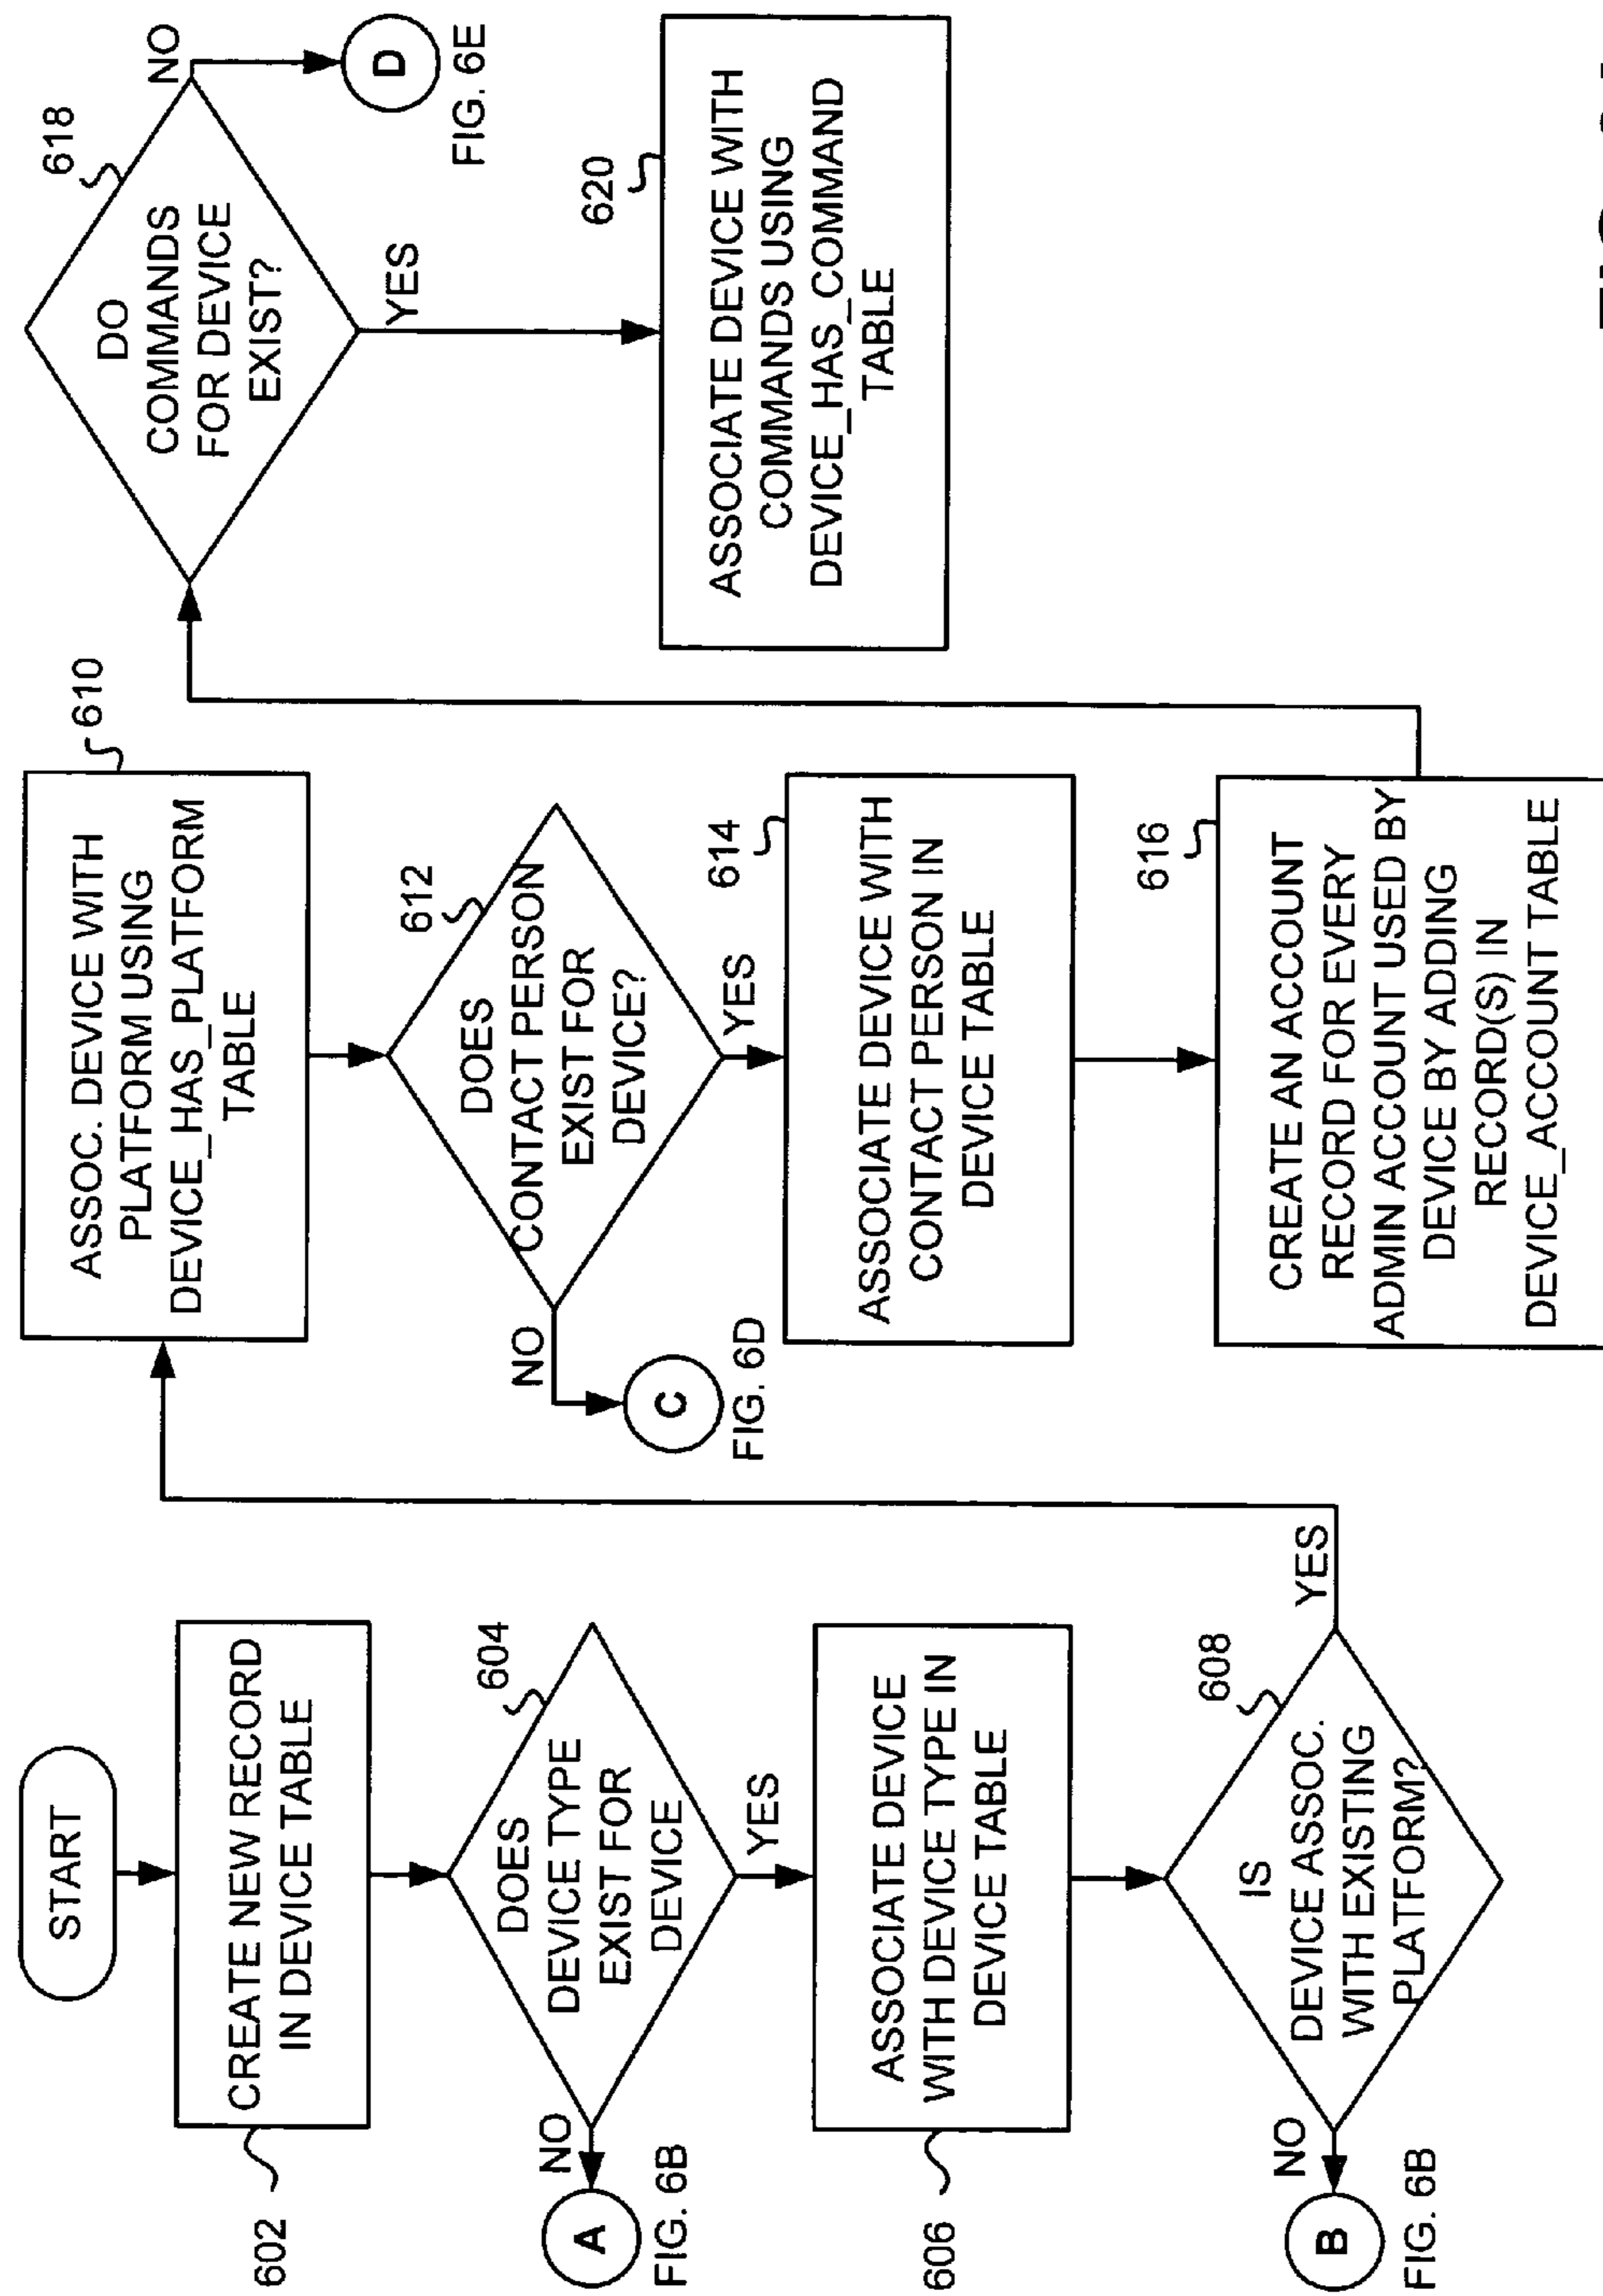 START
CREATE NEW RECORD
IN DEVICE TABLE
602
DOES
DEVICE TYPE
EXIST FOR
DEVICE
604
NO
A
FIG. 6B
YES
ASSOCIATE DEVICE
WITH DEVICE TYPE IN
DEVICE TABLE
606
IS
DEVICE ASSOC.
WITH EXISTING
PLATFORM?
608
NO
B
FIG. 6B
YES
ASSOC. DEVICE WITH
PLATFORM USING
DEVICE_HAS_PLATFORM
TABLE
610
DOES
CONTACT PERSON
EXIST FOR
DEVICE?
612
NO
C
FIG. 6D
YES
ASSOCIATE DEVICE WITH
CONTACT PERSON IN
DEVICE TABLE
614
CREATE AN ACCOUNT
RECORD FOR EVERY
ADMIN ACCOUNT USED BY
DEVICE BY ADDING
RECORD(S) IN
DEVICE_ACCOUNT TABLE
616
DO
COMMANDS
FOR DEVICE
EXIST?
618
NO
D
FIG. 6E
YES
ASSOCIATE DEVICE WITH
COMMANDS USING
DEVICE_HAS_COMMAND
TABLE
620